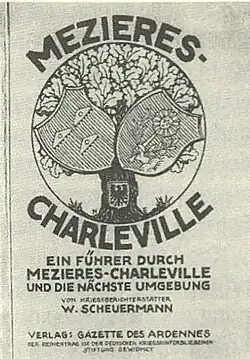 MEZIERES-
CHARLEVILLE
EIN FÜHRER DURCH
MEZIERES-CHARLEVILLE
UND DIE NÄCHSTE UMGEBUNG
VON KRIEGSBERICHTERSTATTER
W. SCHEUERMANN
VERLAG: GAZETTE DES ARDENNES
DER REINERTRAG IST DER DEUTSCHEN KRIEGSHINTERBLIEBENEN
STIFTUNG GEWIDMET